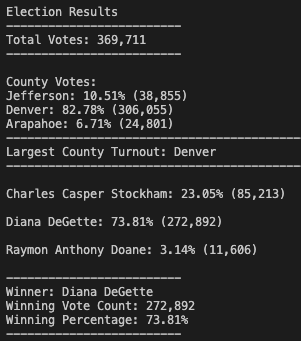 Election Results
-------------------------
Total Votes: 369,711
-------------------------
County Votes:
Jefferson: 10.51% (38,855)
Denver: 82.78% (306,055)
Arapahoe: 6.71% (24,801)
------------------------------------------
Largest County Turnout: Denver
------------------------------------------
Charles Casper Stockham: 23.05% (85,213)
Diana DeGette: 73.81% (272,892)
Raymon Anthony Doane: 3.14% (11,606)
-------------------------
Winner: Diana DeGette
Winning Vote Count: 272,892
Winning Percentage: 73.81%
-------------------------